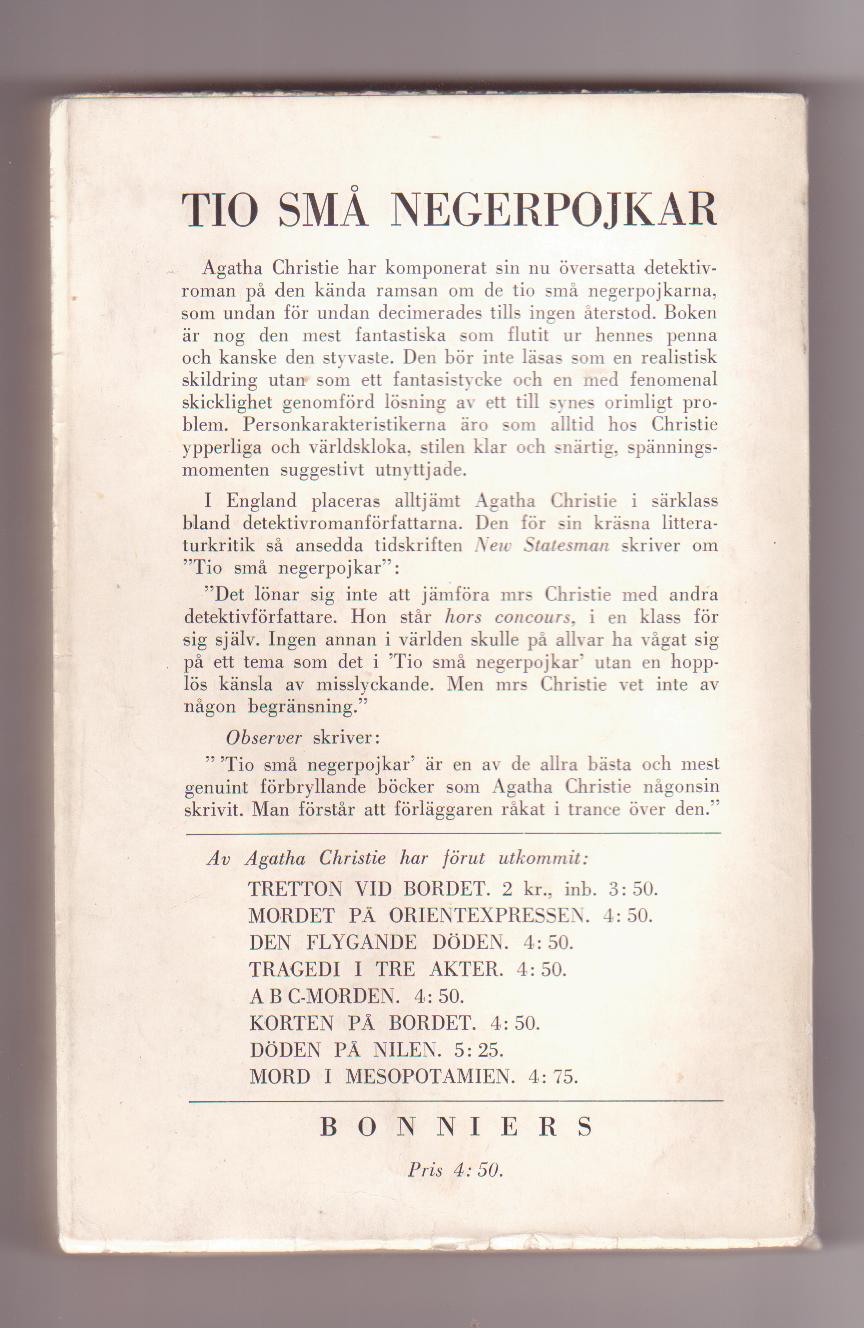 TIO SMÅ NEGERPOJKAR
Agatha Christie har komponerat sin nu översatta detektiv-
roman på den kända ramsan om de tio små negerpojkarna,
som undan för undan decimerades tills ingen återstod. Boken
är nog den mest fantastiska som flutit ur hennes penna
och kanske den styvaste. Den bör inte läsas som en realistisk
skildring utan som ett fantasistycke och en med fenomenal
skicklighet genomförd lösning av ett till synes orimligt pro-
blem. Personkarakteristikerna äro som alltid hos Christie
ypperliga och världskloka, stilen klar och snärtig, spännings-
momenten suggestivt utnyttjade.
I England placeras alltjämt Agatha Christie i särklass
bland detektivromanförfattarna. Den för sin kräsna littera-
turkritik så ansedda tidskriften New Statesman skriver om
”Tio små negerpojkar”:
”Det lönar sig inte att jämföra mrs Christie med andra
detektivförfattare. Hon står hors concours, i en klass för
sig själv. Ingen annan i världen skulle på allvar ha vågat sig
på ett tema som det i ’Tio små negerpojkar’ utan en hopp-
lös känsla av misslyckande. Men mrs Christie vet inte av
någon begränsning.”
Observer skriver:
” ’Tio små negerpojkar’ är en av de allra bästa och mest
genuint förbryllande böcker som Agatha Christie någonsin
skrivit. Man förstår att förläggaren råkat i trance över den.”
Av Agatha Christie har förut utkommit:
TRETTON VID BORDET. 2 kr., inb. 3: 50.
MORDET PÅ ORIENTEXPRESSEN. 4: 50.
DEN FLYGANDE DÖDEN. 4: 50.
TRAGEDI I TRE AKTER. 4: 50.
A B C-MORDEN. 4: 50.
KORTEN PÅ BORDET. 4: 50.
DÖDEN PÅ NILEN. 5: 25.
MORD I MESOPOTAMIEN. 4: 75.
BONNIERS
Pris 4: 50.